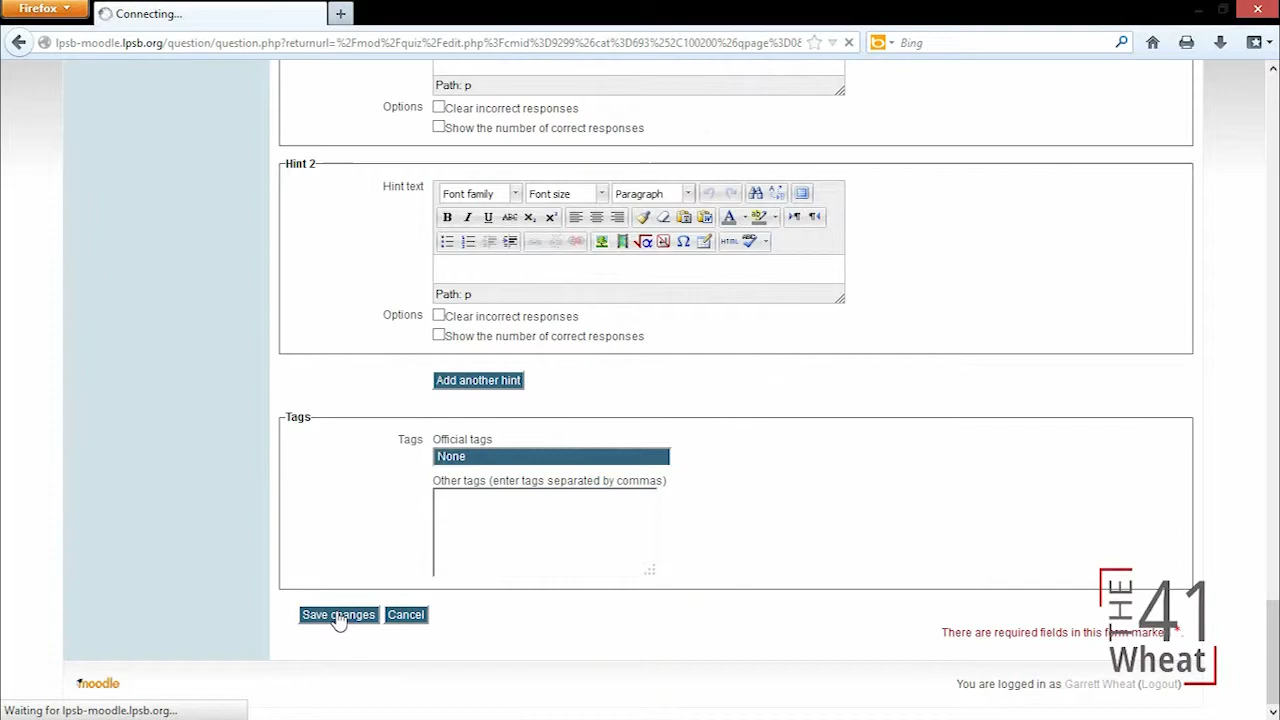 Firefox
Connecting...
lpsb-moodle.lpsb.org/question/question.php?returnurl=%2Fmod%2Fquiz%2Fedit.php%3Fcmid%3D9299%26cat%3D693%252C100200%26qpage%3D0&
Bing
Path: p
Options
Clear incorrect responses
Show the number of correct responses
Hint 2
Hint text
Font family
Font size
Paragraph
B I U ABC X₂ X²
HTML
Path: p
Options
Clear incorrect responses
Show the number of correct responses
Add another hint
Tags
Tags
Official tags
None
Other tags (enter tags separated by commas)
Save changes
Cancel
There are required fields in this form marked *.
THE 41
Wheat
moodle
You are logged in as Garrett Wheat (Logout)
Waiting for lpsb-moodle.lpsb.org...